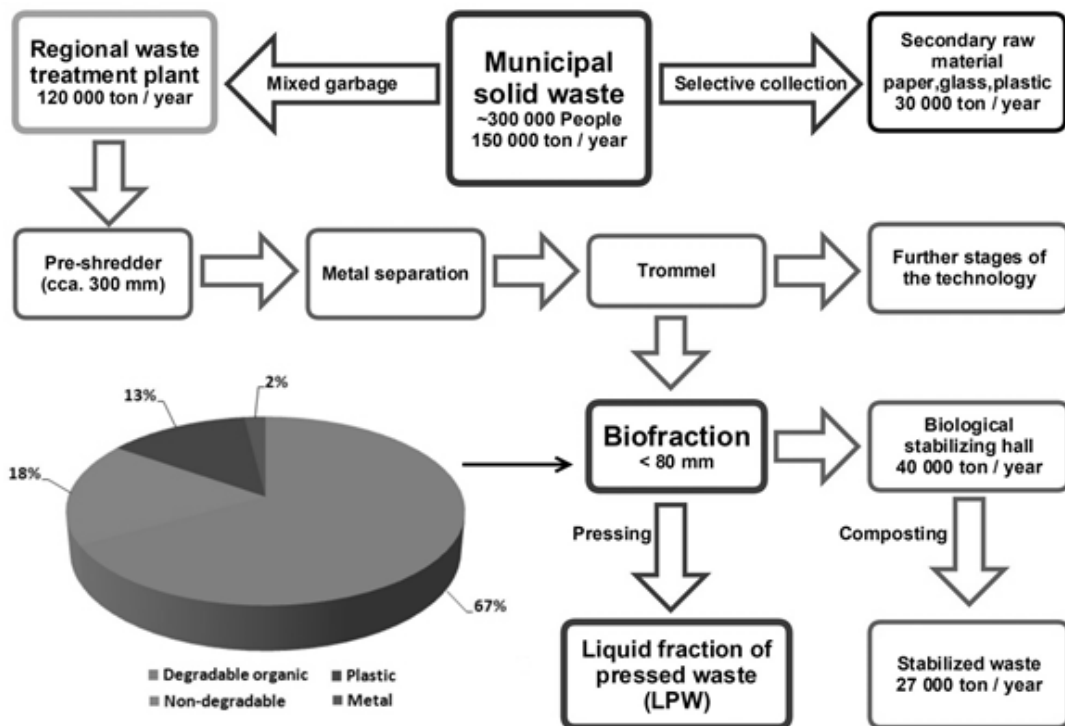 Regional waste
treatment plant
120 000 ton / year
Mixed garbage
Municipal
solid waste
~300 000 People
150 000 ton / year
Selective collection
Secondary raw
material
paper,glass,plastic
30 000 ton / year
Pre-shredder
(cca. 300 mm)
Metal separation
Trommel
Further stages of
the technology
2%
13%
18%
67%
Degradable organic
Plastic
Non-degradable
Metal
Biofraction
< 80 mm
Biological
stabilizing hall
40 000 ton / year
Pressing
Composting
Liquid fraction of
pressed waste
(LPW)
Stabilized waste
27 000 ton / year